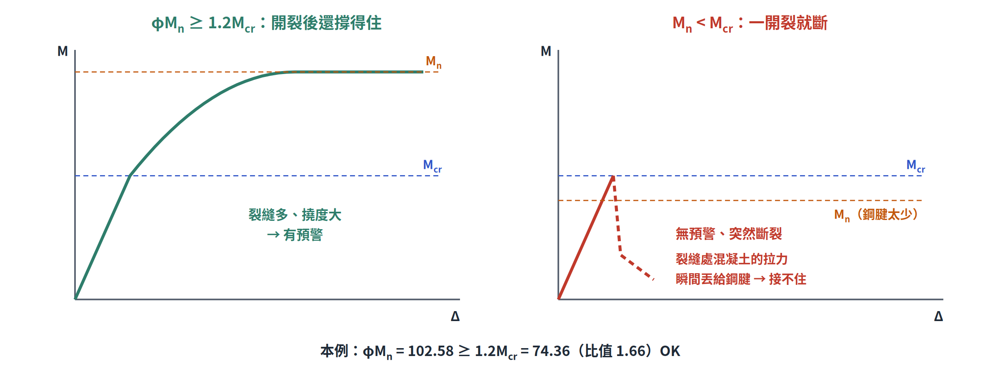 φMn ≥ 1.2Mcr：開裂後還撐得住
M
Mn
Mcr
裂縫多、撓度大
→ 有預警
Δ
Mn < Mcr：一開裂就斷
M
Mcr
Mn（鋼腱太少）
無預警、突然斷裂
裂縫處混凝土的拉力
瞬間丟給鋼腱 → 接不住
Δ
本例：φMn = 102.58 ≥ 1.2Mcr = 74.36（比值 1.66）OK